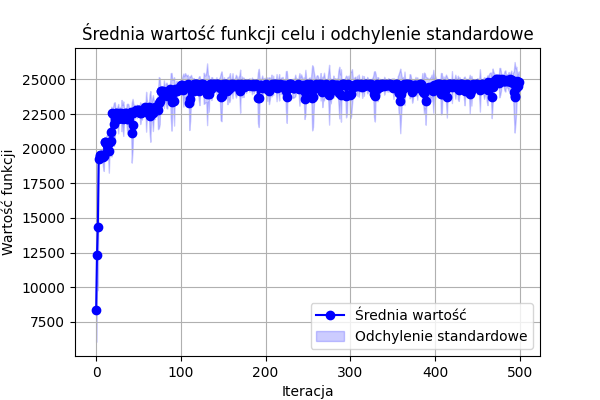 Średnia wartość funkcji celu i odchylenie standardowe
Wartość funkcji
25000
22500
20000
17500
15000
12500
10000
7500
0 100 200 300 400 500
Iteracja
Średnia wartość
Odchylenie standardowe